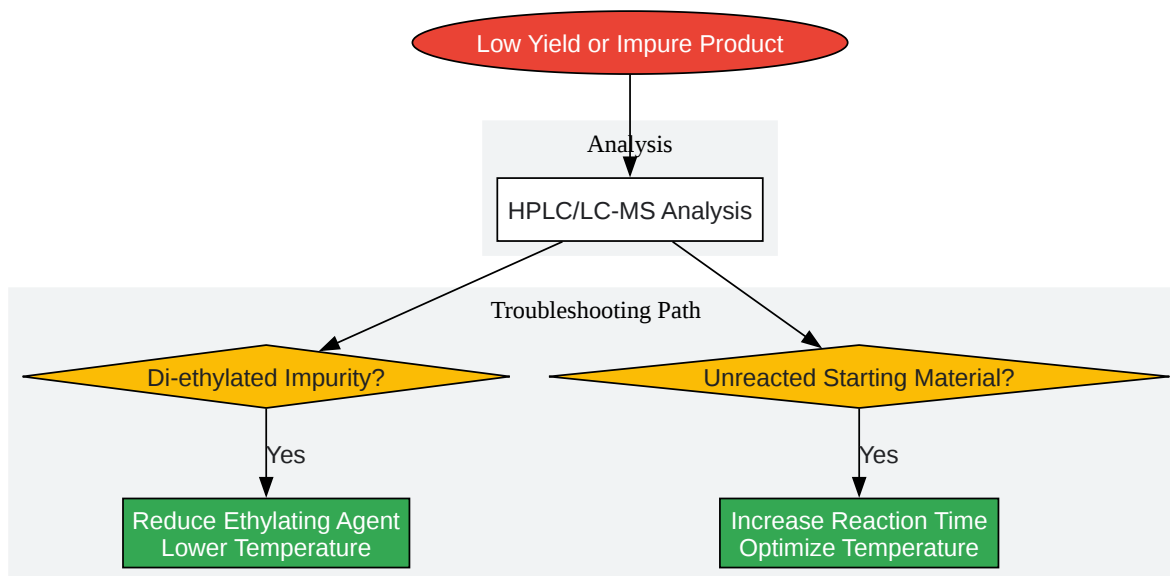 Low Yield or Impure Product
Analysis
HPLC/LC-MS Analysis
Troubleshooting Path
Di-ethylated Impurity?
Unreacted Starting Material?
Yes
Yes
Reduce Ethylating Agent
Lower Temperature
Increase Reaction Time
Optimize Temperature